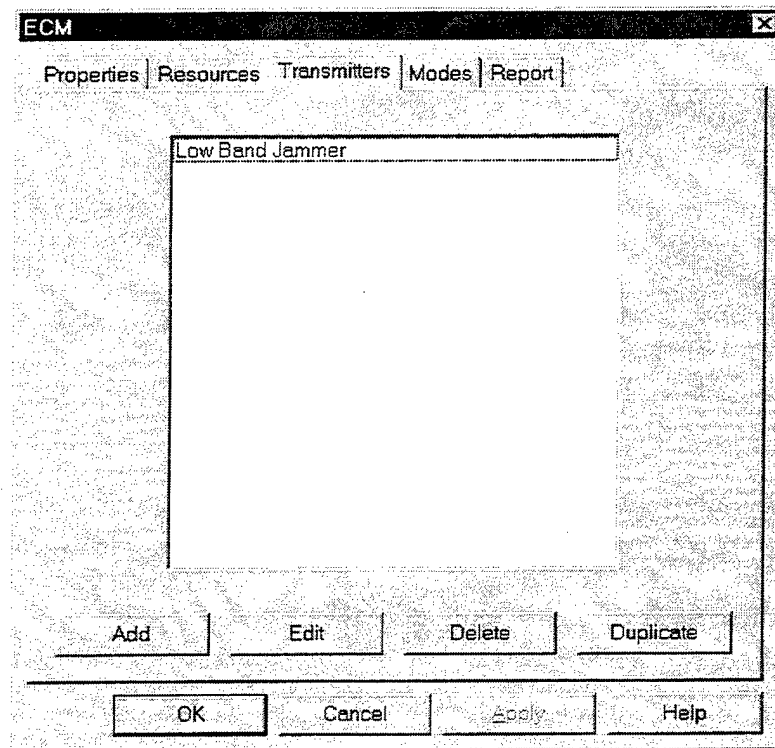 ECM
Properties Resources Transmitters Modes Report
Low Band Jammer
Add Edit Delete Duplicate
OK Cancel Apply Help